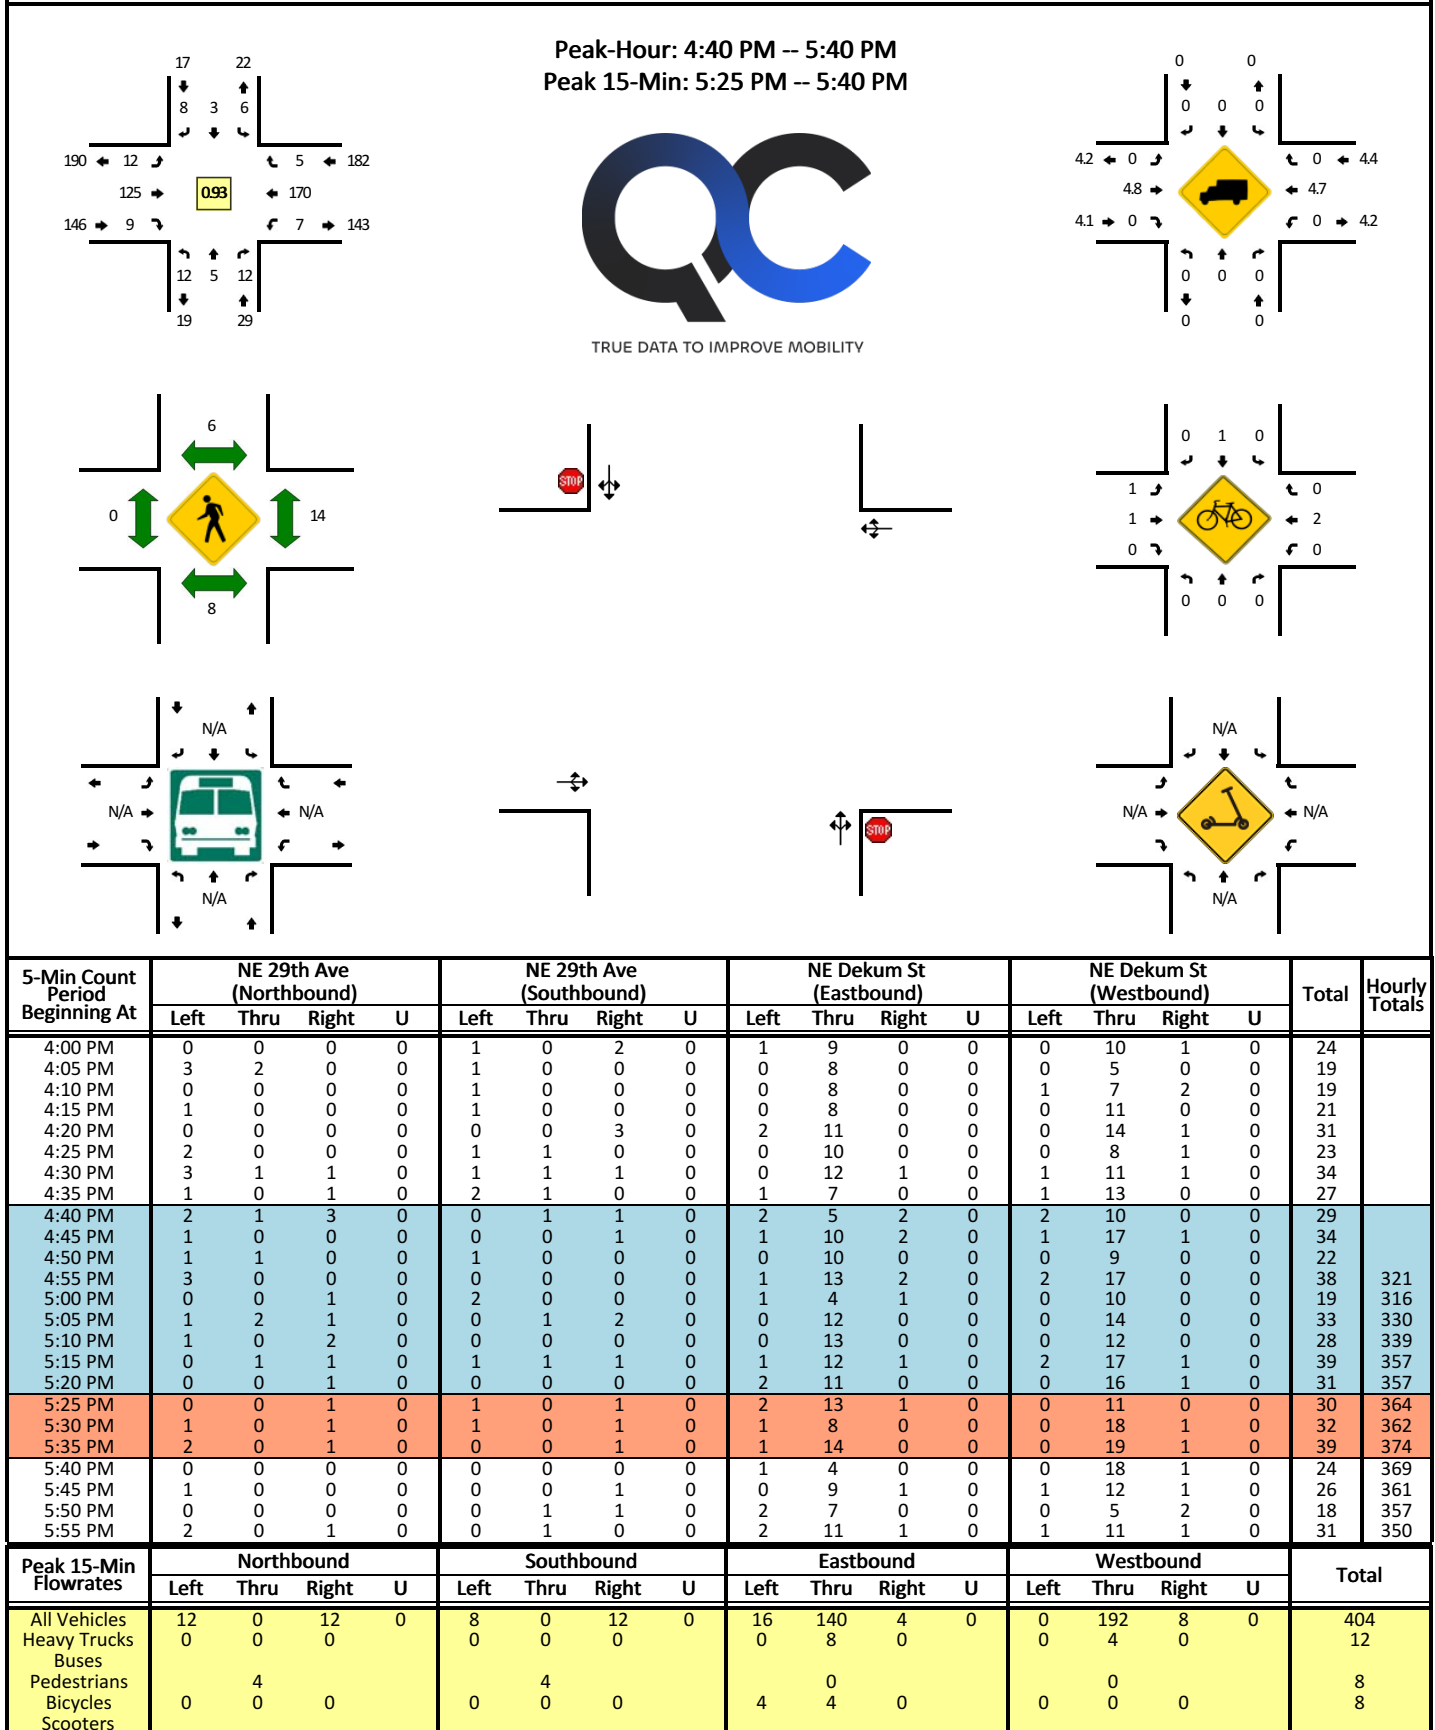 Peak-Hour: 4:40 PM -- 5:40 PM
Peak 15-Min: 5:25 PM -- 5:40 PM
17 22
8 3 6
190 12 5 182
125 0.93 170
146 9 7 143
12 5 12
19 29
TRUE DATA TO IMPROVE MOBILITY
0 0
0 0 0
4.2 0 0 4.4
4.8 4.7
4.1 0 0 4.2
0 0 0
0 0
6
0 14
8
STOP
0 1 0
1 0
1 2
0 0
0 0 0
N/A
N/A N/A
N/A
STOP
N/A
N/A N/A
N/A
5-Min Count Period Beginning At NE 29th Ave (Northbound) NE 29th Ave (Southbound) NE Dekum St (Eastbound) NE Dekum St (Westbound) Total Hourly Totals
Left Thru Right U Left Thru Right U Left Thru Right U Left Thru Right U
4:00 PM 0 0 0 0 1 0 2 0 1 9 0 0 0 10 1 0 24
4:05 PM 3 2 0 0 1 0 0 0 0 8 0 0 0 5 0 0 19
4:10 PM 0 0 0 0 1 0 0 0 0 8 0 0 1 7 2 0 19
4:15 PM 1 0 0 0 1 0 0 0 0 8 0 0 0 11 0 0 21
4:20 PM 0 0 0 0 0 0 3 0 2 11 0 0 0 14 1 0 31
4:25 PM 2 0 0 0 1 1 0 0 0 10 0 0 0 8 1 0 23
4:30 PM 3 1 1 0 1 1 1 0 0 12 1 0 1 11 1 0 34
4:35 PM 1 0 1 0 2 1 0 0 1 7 0 0 1 13 0 0 27
4:40 PM 2 1 3 0 0 1 1 0 2 5 2 0 2 10 0 0 29
4:45 PM 1 0 0 0 0 0 1 0 1 10 2 0 1 17 1 0 34
4:50 PM 1 1 0 0 1 0 0 0 0 10 0 0 0 9 0 0 22
4:55 PM 3 0 0 0 0 0 0 0 1 13 2 0 2 17 0 0 38 321
5:00 PM 0 0 1 0 2 0 0 0 1 4 1 0 0 10 0 0 19 316
5:05 PM 1 2 1 0 0 1 2 0 0 12 0 0 0 14 0 0 33 330
5:10 PM 1 0 2 0 0 0 0 0 0 13 0 0 0 12 0 0 28 339
5:15 PM 0 1 1 0 1 1 1 0 1 12 1 0 2 17 1 0 39 357
5:20 PM 0 0 1 0 0 0 0 0 2 11 0 0 0 16 1 0 31 357
5:25 PM 0 0 1 0 1 0 1 0 2 13 1 0 0 11 0 0 30 364
5:30 PM 1 0 1 0 1 0 1 0 1 8 0 0 0 18 1 0 32 362
5:35 PM 2 0 1 0 0 0 1 0 1 14 0 0 0 19 1 0 39 374
5:40 PM 0 0 0 0 0 0 0 0 1 4 0 0 0 18 1 0 24 369
5:45 PM 1 0 0 0 0 0 1 0 0 9 1 0 1 12 1 0 26 361
5:50 PM 0 0 0 0 0 1 1 0 2 7 0 0 0 5 2 0 18 357
5:55 PM 2 0 1 0 0 1 0 0 2 11 1 0 1 11 1 0 31 350
Peak 15-Min Flowrates Northbound Southbound Eastbound Westbound Total
Left Thru Right U Left Thru Right U Left Thru Right U Left Thru Right U
All Vehicles 12 0 12 0 8 0 12 0 16 140 4 0 0 192 8 0 404
Heavy Trucks 0 0 0 0 0 0 0 8 0 0 4 0 12
Buses
Pedestrians 4 4 0 0 8
Bicycles 0 0 0 0 0 0 4 4 0 0 0 0 8
Scooters